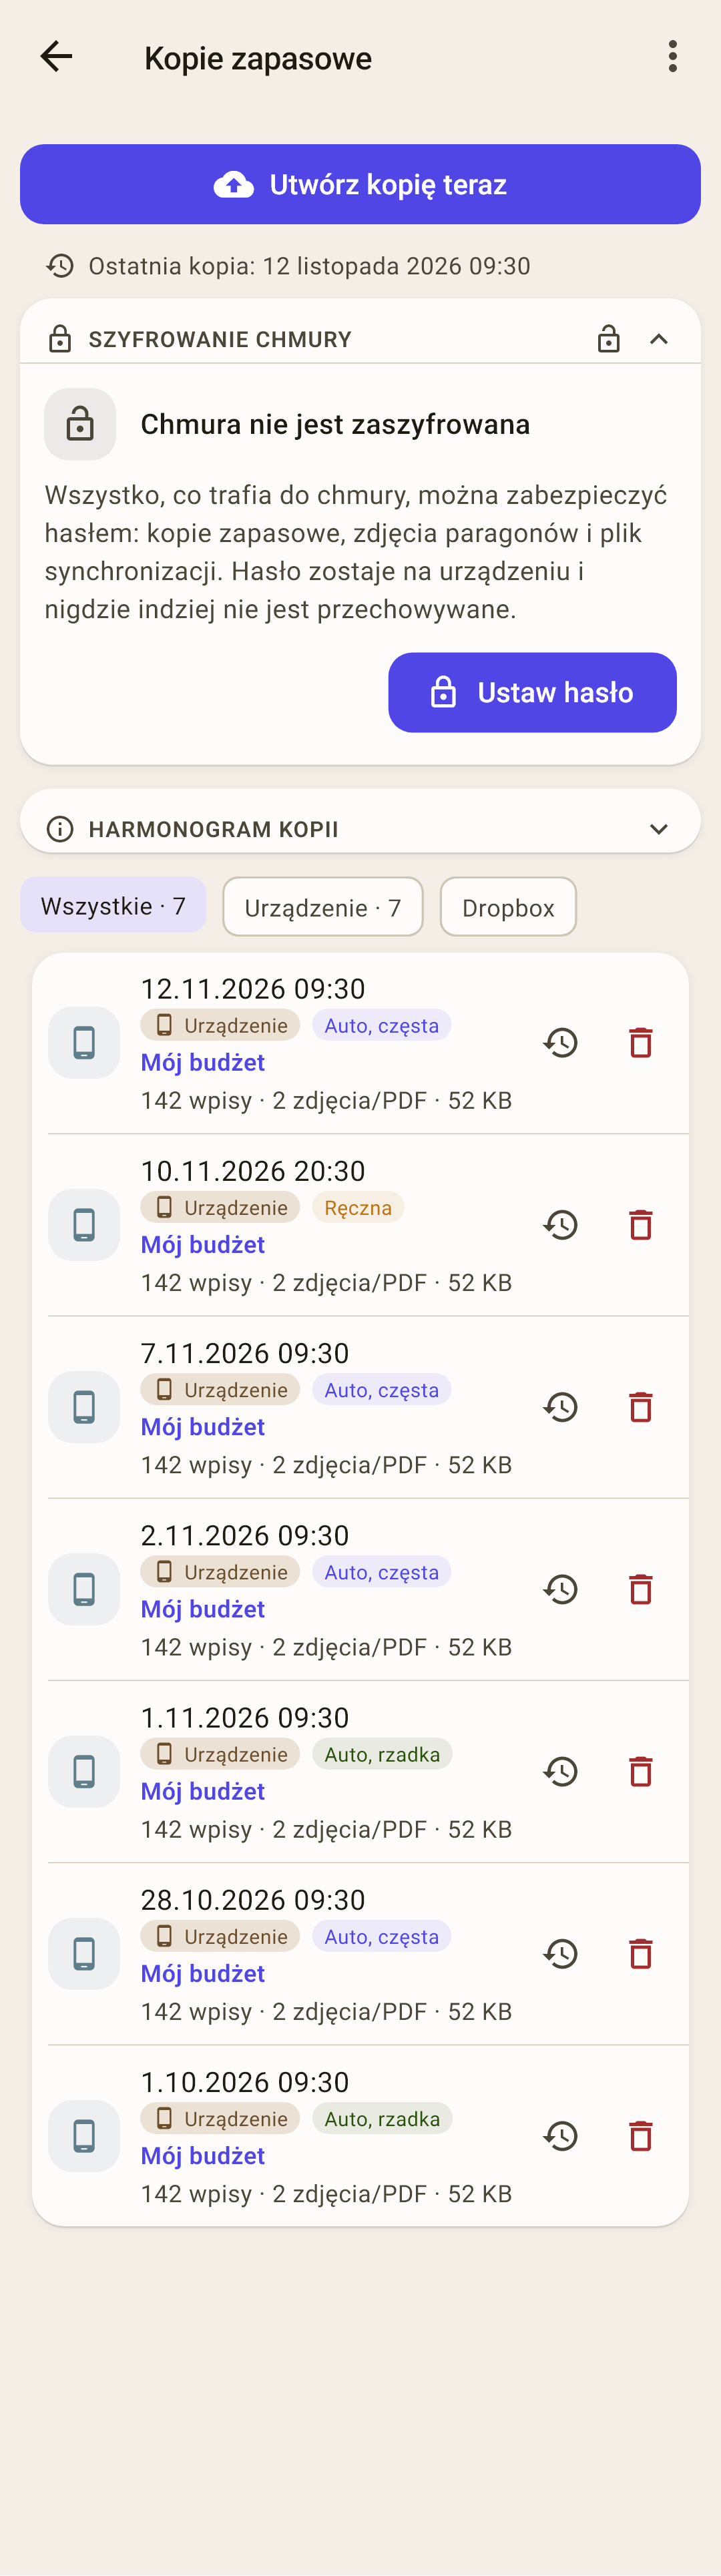 Kopie zapasowe
Utwórz kopię teraz
Ostatnia kopia: 12 listopada 2026 09:30
SZYFROWANIE CHMURY
Chmura nie jest zaszyfrowana
Wszystko, co trafia do chmury, można zabezpieczyć
hasłem: kopie zapasowe, zdjęcia paragonów i plik
synchronizacji. Hasło zostaje na urządzeniu i
nigdzie indziej nie jest przechowywane.
Ustaw hasło
HARMONOGRAM KOPII
Wszystkie · 7 Urządzenie · 7 Dropbox
12.11.2026 09:30
Urządzenie Auto, częsta
Mój budżet
142 wpisy · 2 zdjęcia/PDF · 52 KB
10.11.2026 20:30
Urządzenie Ręczna
Mój budżet
142 wpisy · 2 zdjęcia/PDF · 52 KB
7.11.2026 09:30
Urządzenie Auto, częsta
Mój budżet
142 wpisy · 2 zdjęcia/PDF · 52 KB
2.11.2026 09:30
Urządzenie Auto, częsta
Mój budżet
142 wpisy · 2 zdjęcia/PDF · 52 KB
1.11.2026 09:30
Urządzenie Auto, rzadka
Mój budżet
142 wpisy · 2 zdjęcia/PDF · 52 KB
28.10.2026 09:30
Urządzenie Auto, częsta
Mój budżet
142 wpisy · 2 zdjęcia/PDF · 52 KB
1.10.2026 09:30
Urządzenie Auto, rzadka
Mój budżet
142 wpisy · 2 zdjęcia/PDF · 52 KB